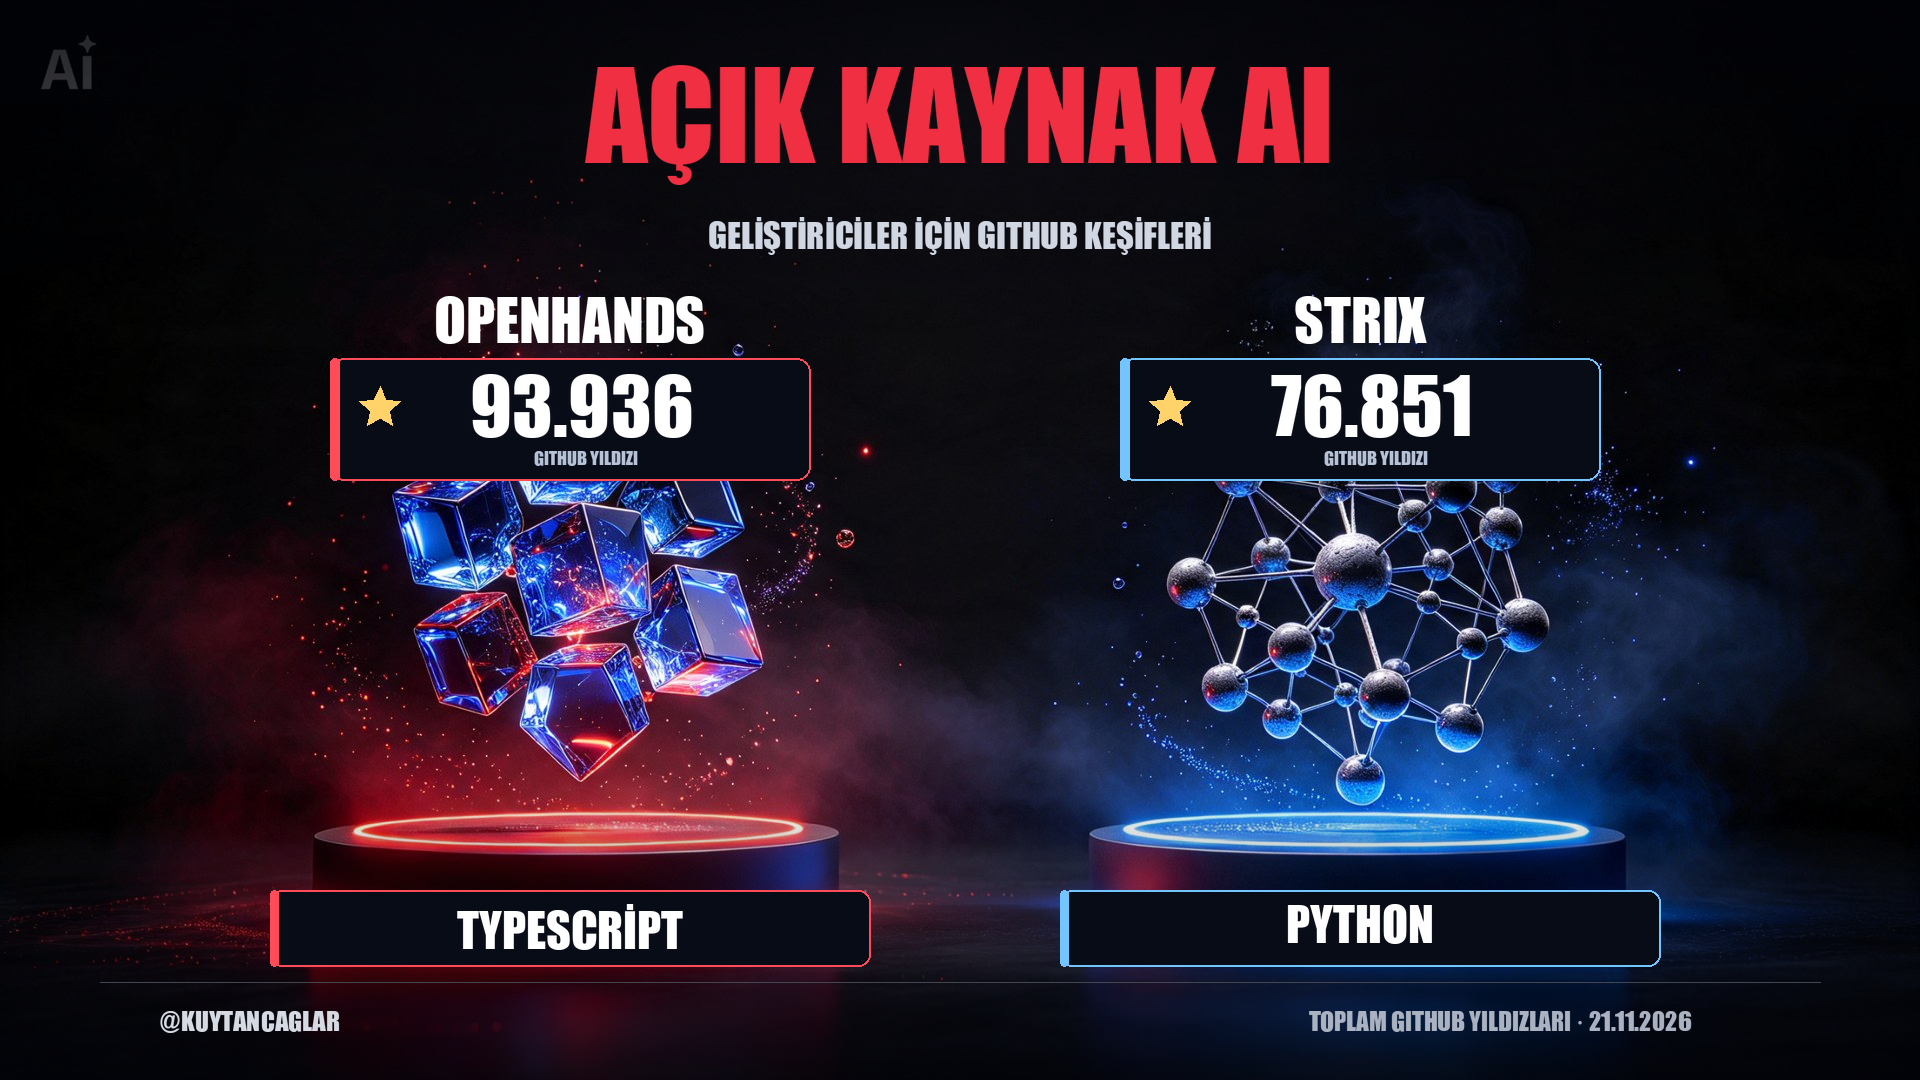 Ai
AÇIK KAYNAK AI
GELİŞTİRİCİLER İÇİN GITHUB KEŞİFLERİ
OPENHANDS
93.936
GITHUB YILDIZI
TYPESCRİPT
STRIX
76.851
GITHUB YILDIZI
PYTHON
@KUYTANCAGLAR
TOPLAM GITHUB YILDIZLARI · 21.11.2026